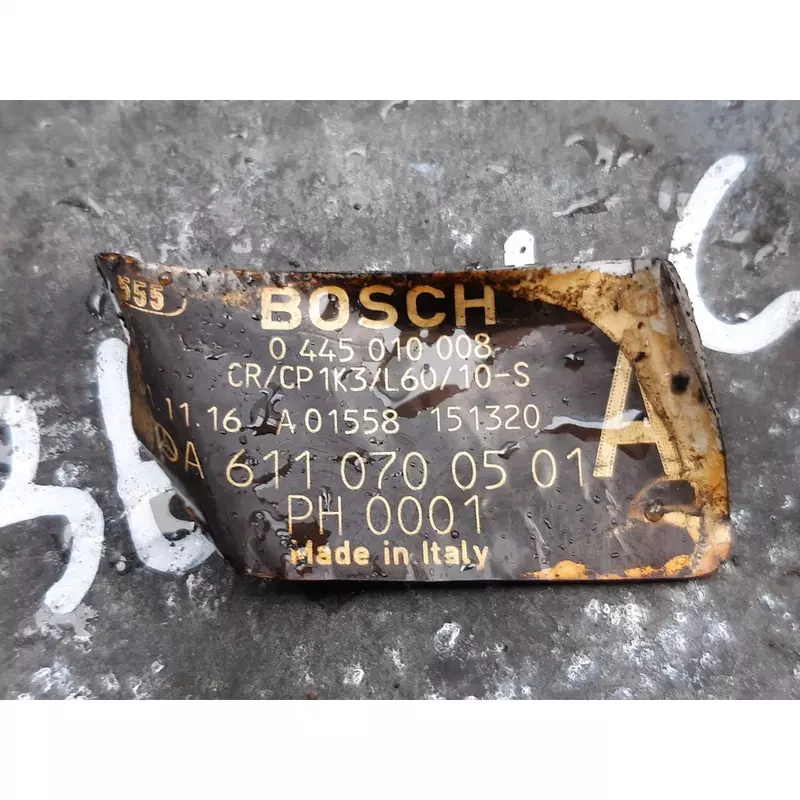 555
BOSCH
0 445 010 008
CR/CP1K3/L60/10-S
.11.16 A 01558 151320
A 611 070 05 01
A
PH 0001
Made in Italy